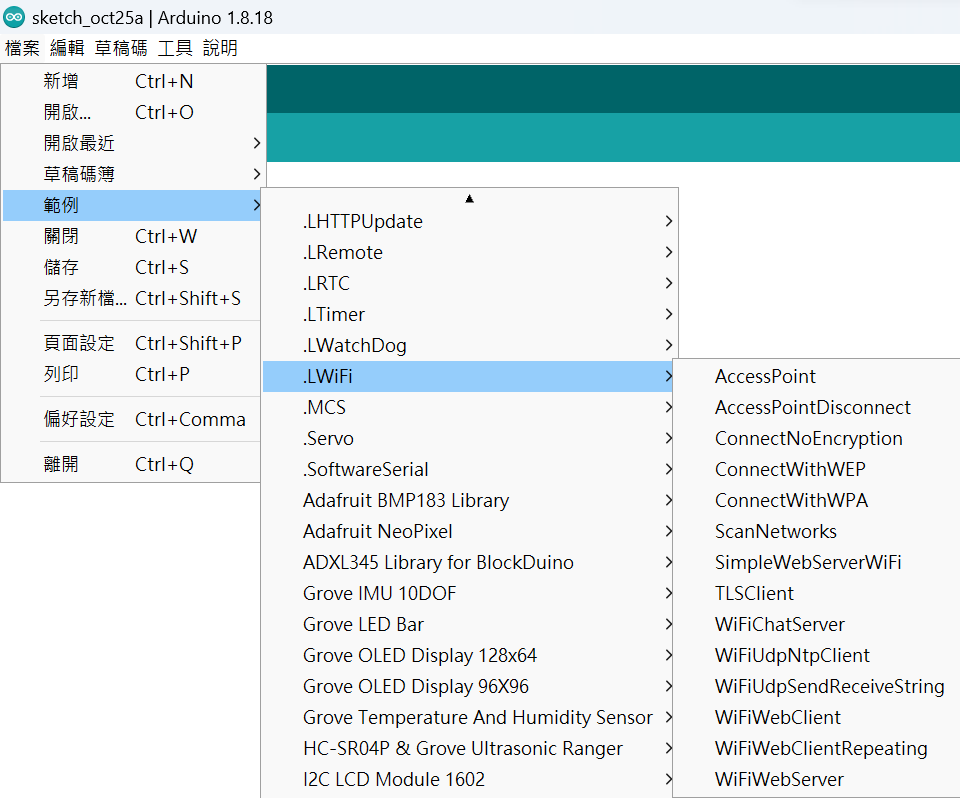 sketch_oct25a | Arduino 1.8.18
檔案 編輯 草稿碼 工具 說明
新增 Ctrl+N
開啟... Ctrl+O
開啟最近
草稿碼簿
範例
關閉 Ctrl+W
儲存 Ctrl+S
另存新檔... Ctrl+Shift+S
頁面設定 Ctrl+Shift+P
列印 Ctrl+P
偏好設定 Ctrl+Comma
離開 Ctrl+Q
.LHTTPUpdate
.LRemote
.LRTC
.LTimer
.LWatchDog
.LWiFi
.MCS
.Servo
.SoftwareSerial
Adafruit BMP183 Library
Adafruit NeoPixel
ADXL345 Library for BlockDuino
Grove IMU 10DOF
Grove LED Bar
Grove OLED Display 128x64
Grove OLED Display 96X96
Grove Temperature And Humidity Sensor
HC-SR04P & Grove Ultrasonic Ranger
I2C LCD Module 1602
AccessPoint
AccessPointDisconnect
ConnectNoEncryption
ConnectWithWEP
ConnectWithWPA
ScanNetworks
SimpleWebServerWiFi
TLSClient
WiFiChatServer
WiFiUdpNtpClient
WiFiUdpSendReceiveString
WiFiWebClient
WiFiWebClientRepeating
WiFiWebServer